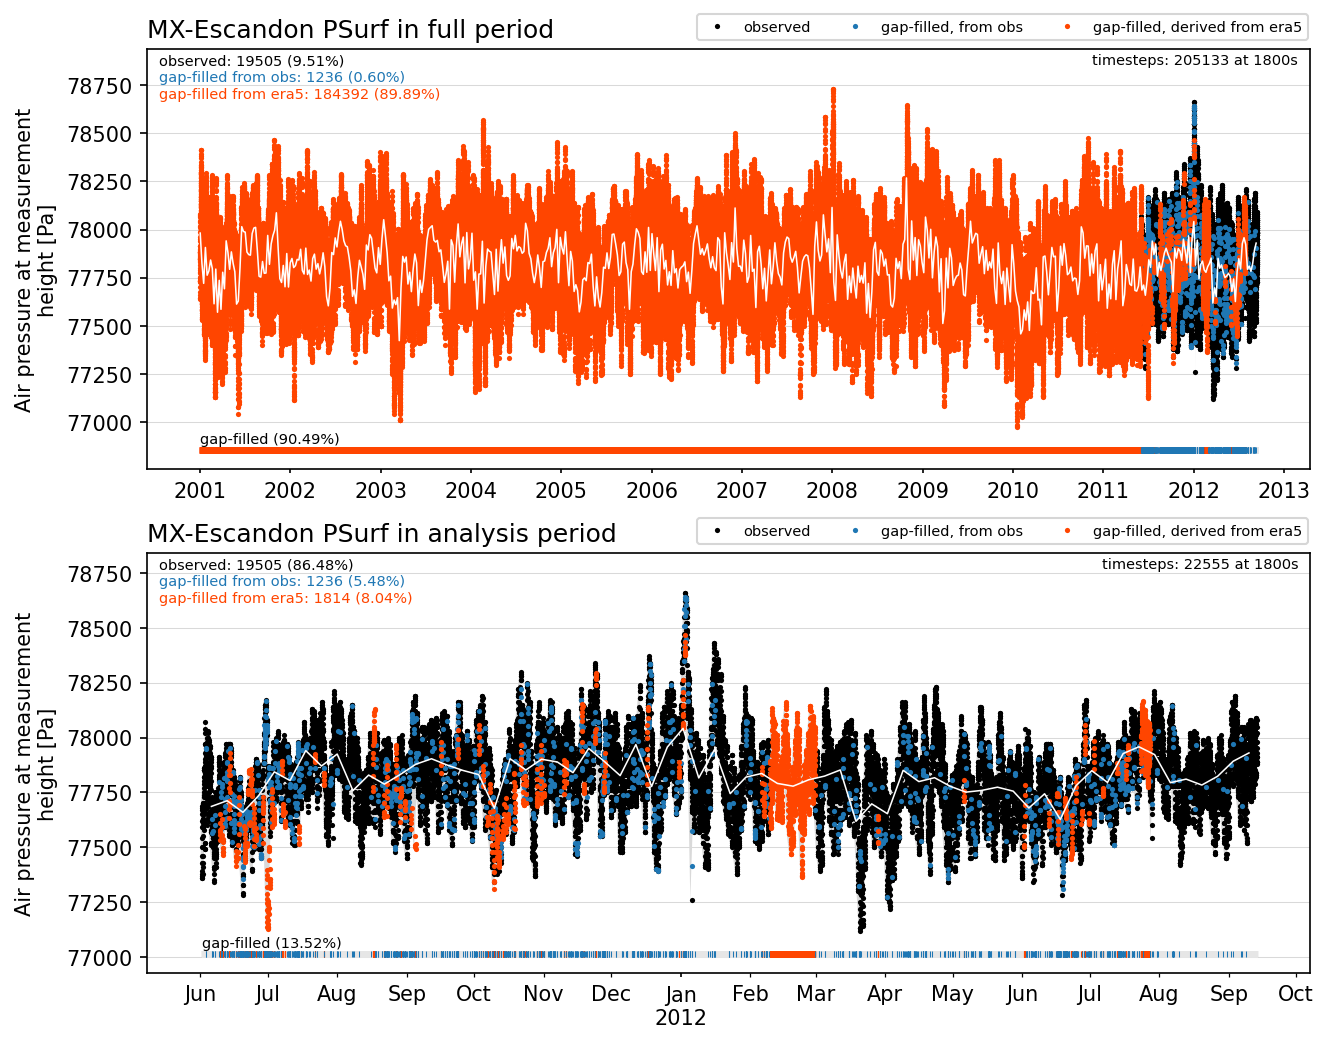 MX-Escandon PSurf in full period
observed
gap-filled, from obs
gap-filled, derived from era5
observed: 19505 (9.51%)
gap-filled from obs: 1236 (0.60%)
gap-filled from era5: 184392 (89.89%)
timesteps: 205133 at 1800s
Air pressure at measurement
height [Pa]
78750
78500
78250
78000
77750
77500
77250
77000
gap-filled (90.49%)
2001 2002 2003 2004 2005 2006 2007 2008 2009 2010 2011 2012 2013
MX-Escandon PSurf in analysis period
observed
gap-filled, from obs
gap-filled, derived from era5
observed: 19505 (86.48%)
gap-filled from obs: 1236 (5.48%)
gap-filled from era5: 1814 (8.04%)
timesteps: 22555 at 1800s
Air pressure at measurement
height [Pa]
78750
78500
78250
78000
77750
77500
77250
77000
gap-filled (13.52%)
Jun Jul Aug Sep Oct Nov Dec Jan Feb Mar Apr May Jun Jul Aug Sep Oct
2012